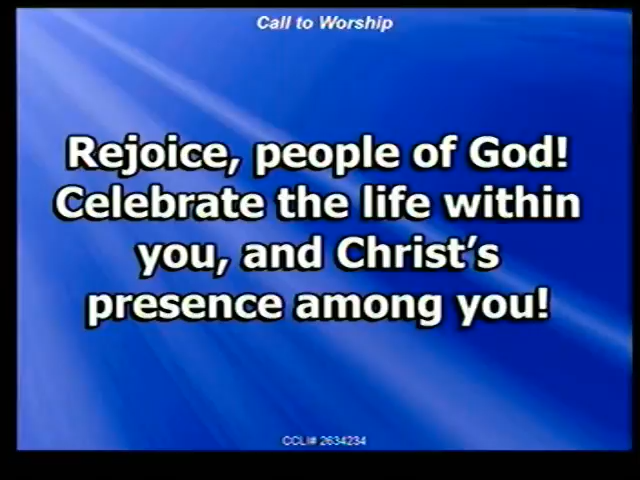 Call to Worship
Rejoice, people of God!
Celebrate the life within
you, and Christ's
presence among you!
CCLI# 2634234